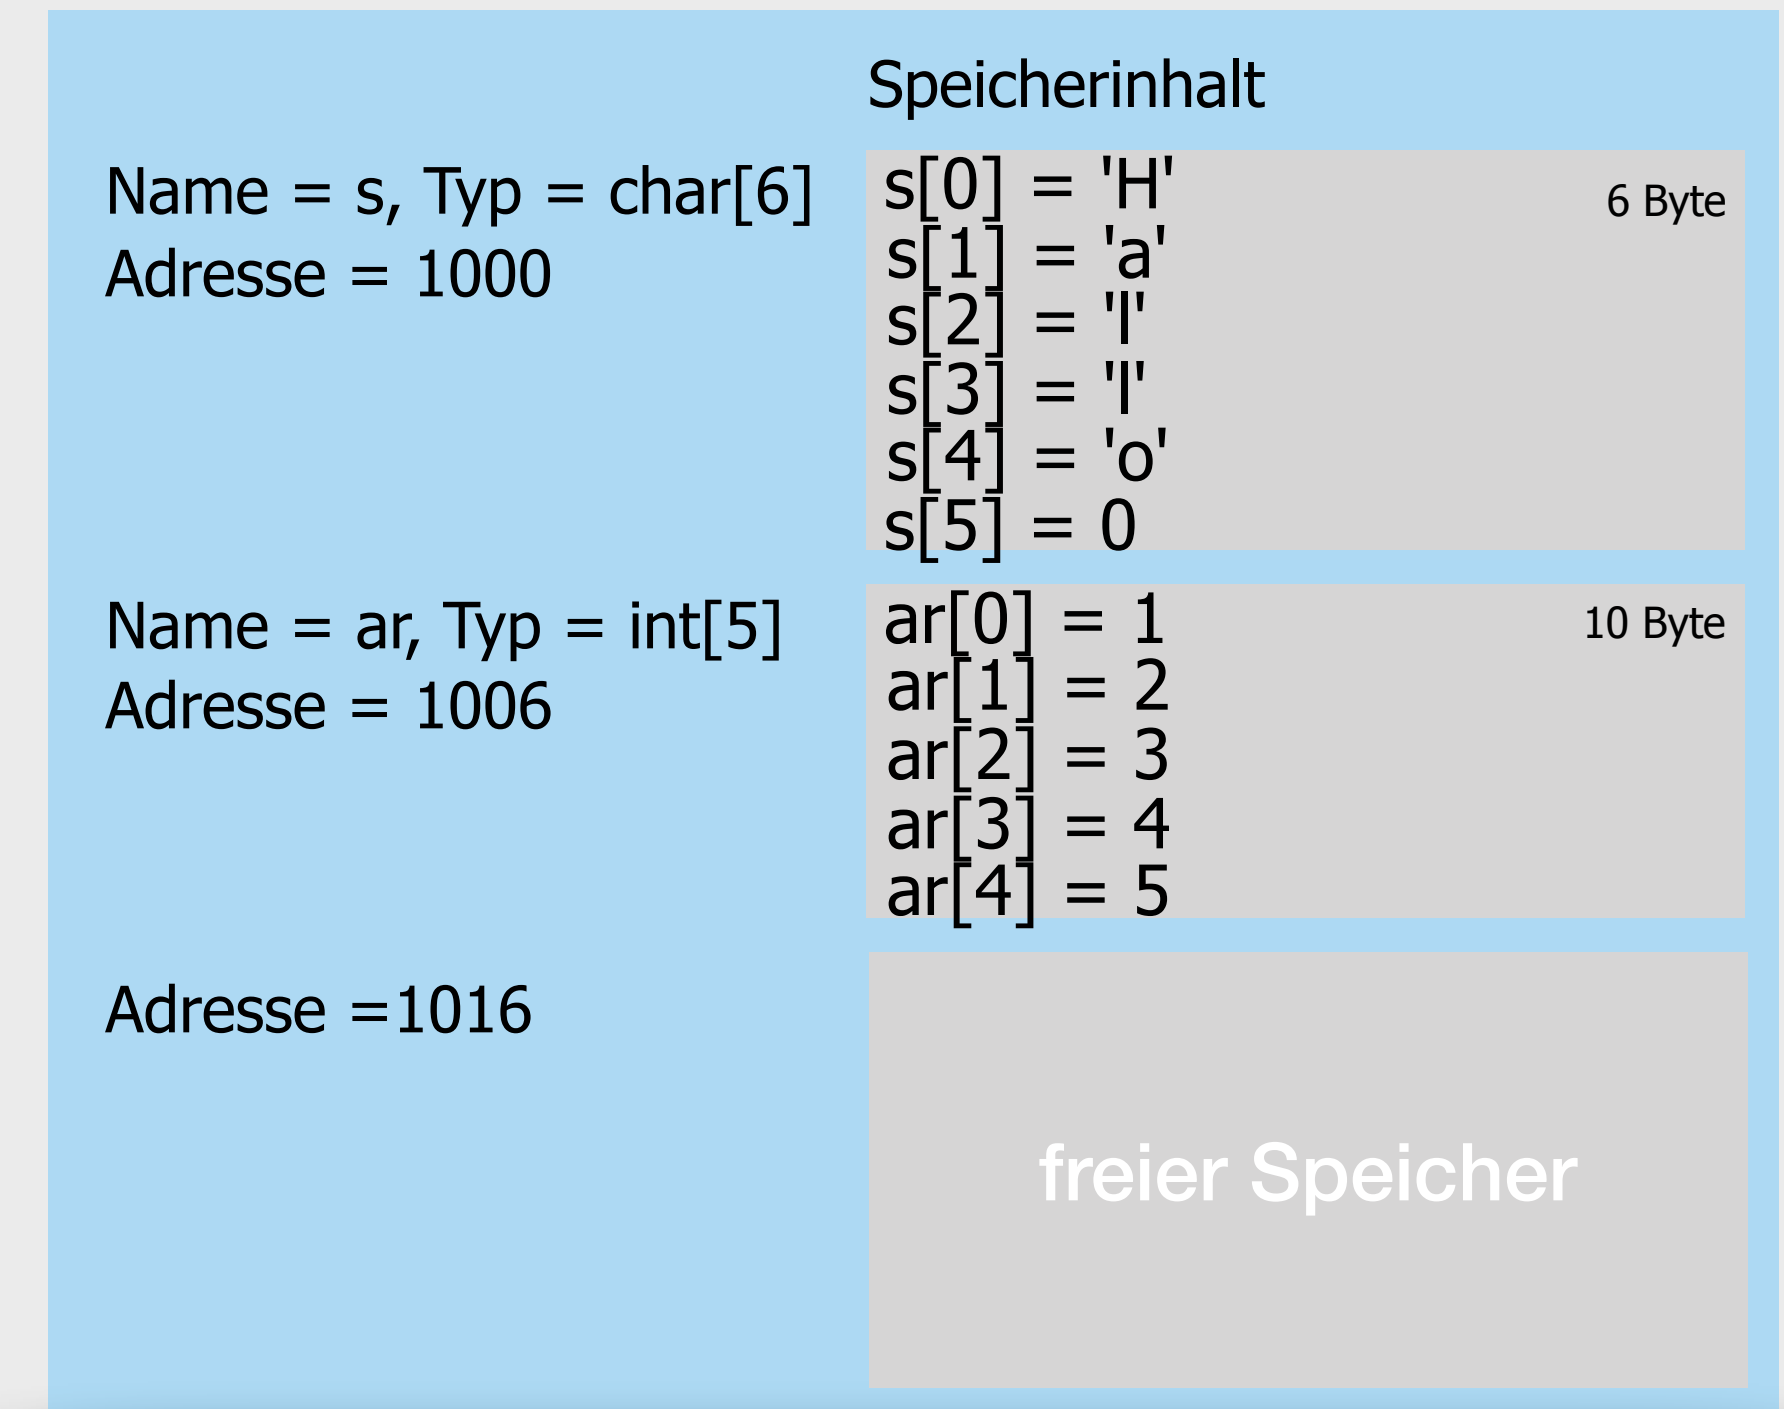 Speicherinhalt
Name = s, Typ = char[6]
Adresse = 1000
s[0] = 'H'
6 Byte
s[1] = 'a'
s[2] = 'l'
s[3] = 'l'
s[4] = 'o'
s[5] = 0
Name = ar, Typ = int[5]
Adresse = 1006
ar[0] = 1
10 Byte
ar[1] = 2
ar[2] = 3
ar[3] = 4
ar[4] = 5
Adresse =1016
freier Speicher